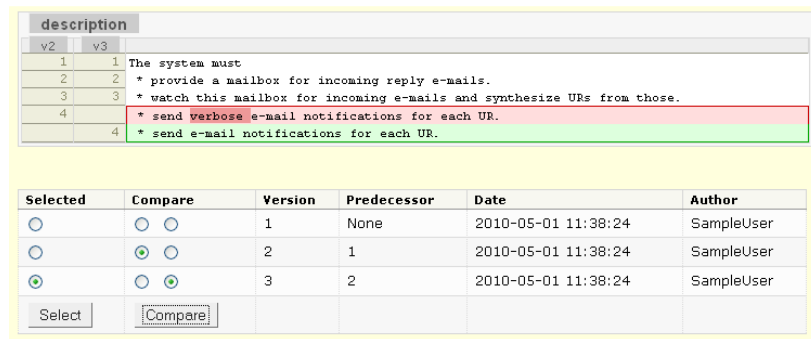 description
v2 v3
1 1 The system must
2 2 * provide a mailbox for incoming reply e-mails.
3 3 * watch this mailbox for incoming e-mails and synthesize URs from those.
4 * send verbose e-mail notifications for each UR.
4 * send e-mail notifications for each UR.
Selected Compare Version Predecessor Date Author
1 None 2010-05-01 11:38:24 SampleUser
2 1 2010-05-01 11:38:24 SampleUser
3 2 2010-05-01 11:38:24 SampleUser
Select Compare